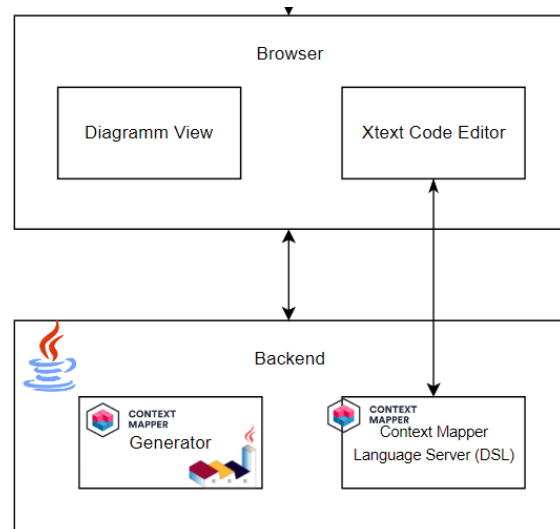 Browser
Diagramm View
Xtext Code Editor
Backend
CONTEXT
MAPPER
Generator
CONTEXT
MAPPER
Context Mapper
Language Server (DSL)